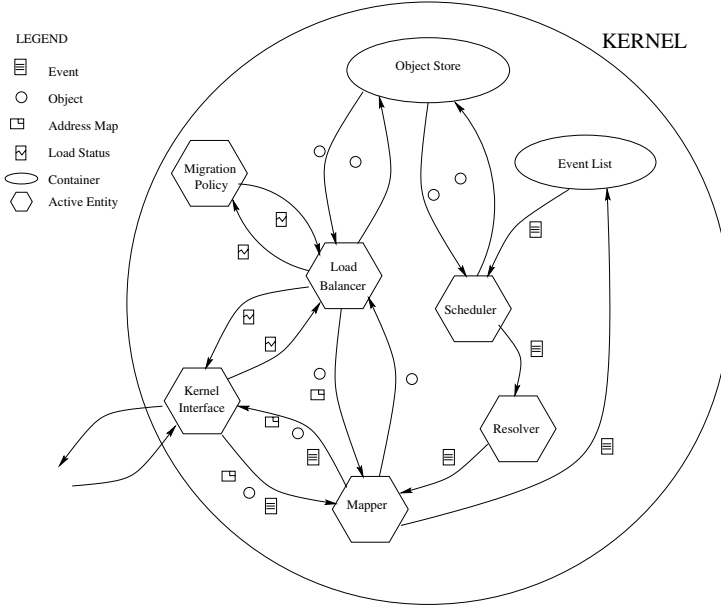 KERNEL
LEGEND
Event
Object
Address Map
Load Status
Container
Active Entity
Object Store
Event List
Migration
Policy
Load
Balancer
Scheduler
Kernel
Interface
Resolver
Mapper